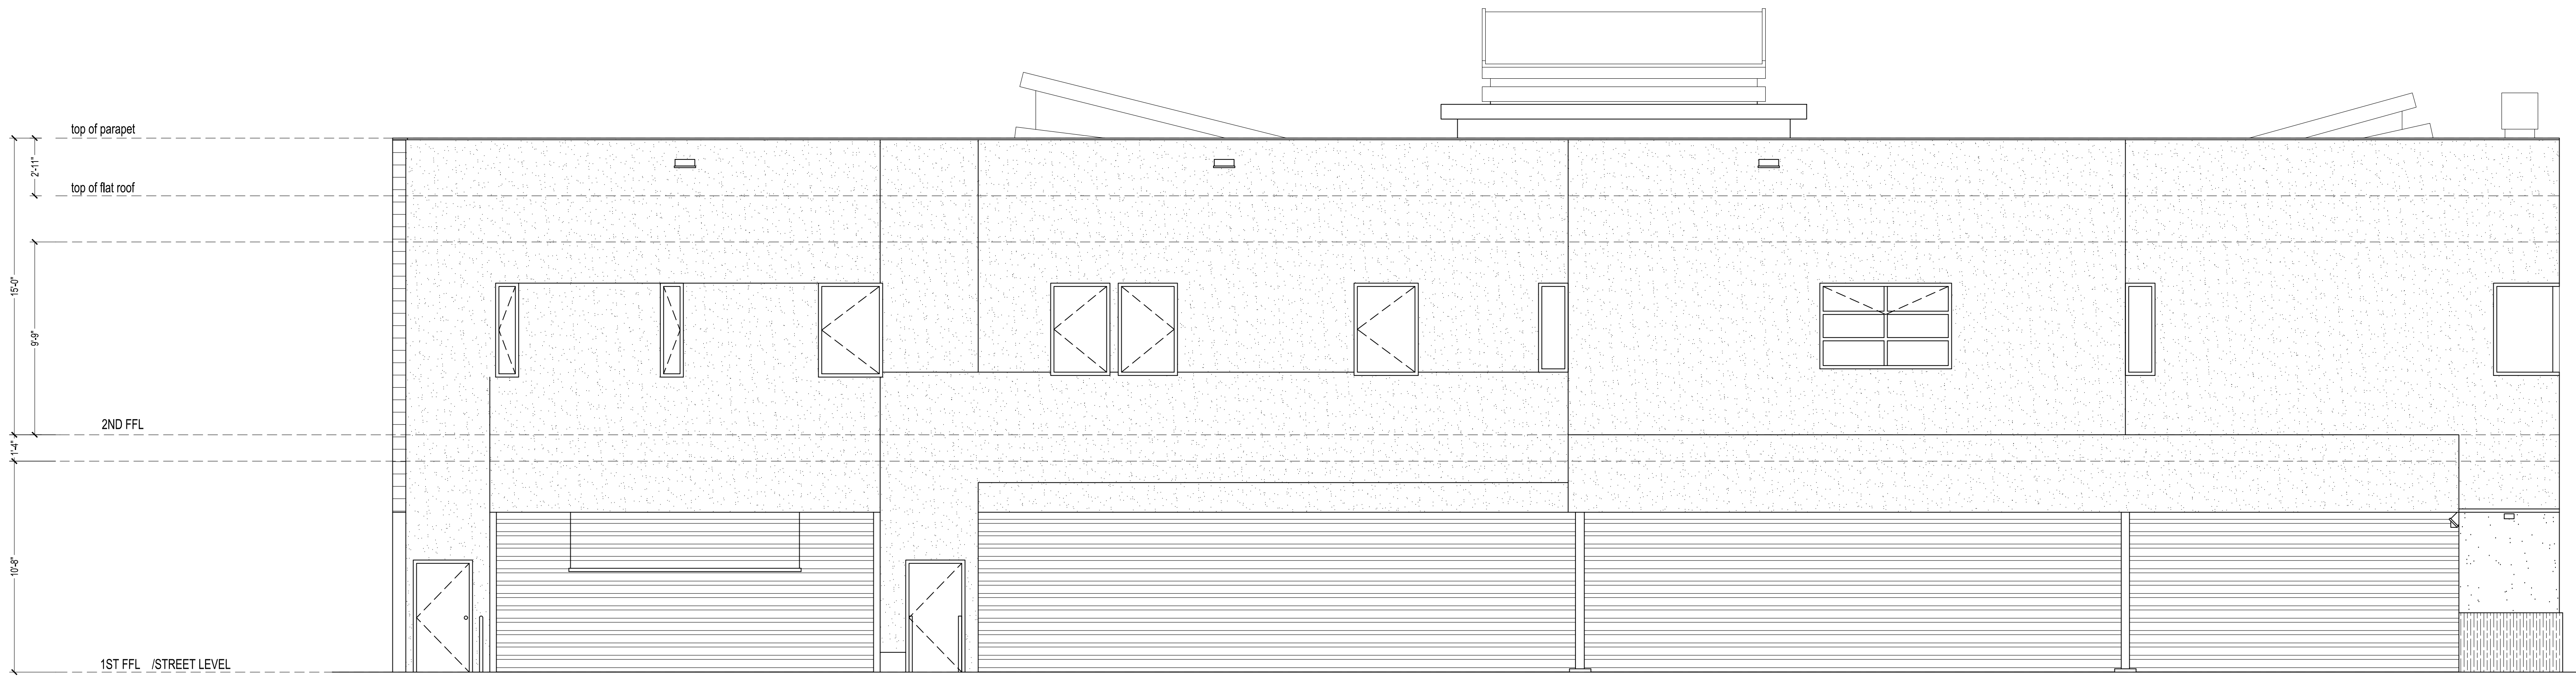 top of parapet
2'-11"
top of flat roof
15'-0"
9'-9"
2ND FFL
1'-4"
10'-8"
1ST FFL /STREET LEVEL